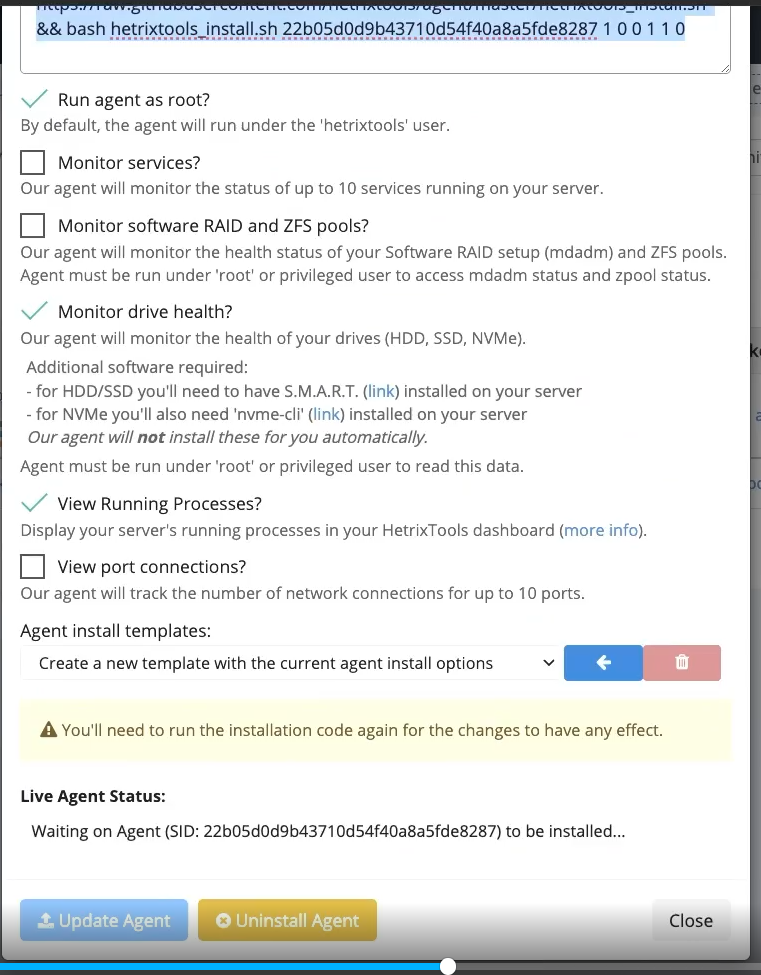 https://raw.githubusercontent.com/hetrixtools/agent/master/hetrixtools_install.sh
&& bash hetrixtools_install.sh 22b05d0d9b43710d54f40a8a5fde8287 1 0 0 1 1 0
Run agent as root?
By default, the agent will run under the 'hetrixtools' user.
Monitor services?
Our agent will monitor the status of up to 10 services running on your server.
Monitor software RAID and ZFS pools?
Our agent will monitor the health status of your Software RAID setup (mdadm) and ZFS pools.
Agent must be run under 'root' or privileged user to access mdadm status and zpool status.
Monitor drive health?
Our agent will monitor the health of your drives (HDD, SSD, NVMe).
Additional software required:
- for HDD/SSD you'll need to have S.M.A.R.T. (link) installed on your server
- for NVMe you'll also need 'nvme-cli' (link) installed on your server
Our agent will not install these for you automatically.
Agent must be run under 'root' or privileged user to read this data.
View Running Processes?
Display your server's running processes in your HetrixTools dashboard (more info).
View port connections?
Our agent will track the number of network connections for up to 10 ports.
Agent install templates:
Create a new template with the current agent install options
You'll need to run the installation code again for the changes to have any effect.
Live Agent Status:
Waiting on Agent (SID: 22b05d0d9b43710d54f40a8a5fde8287) to be installed...
Update Agent
Uninstall Agent
Close